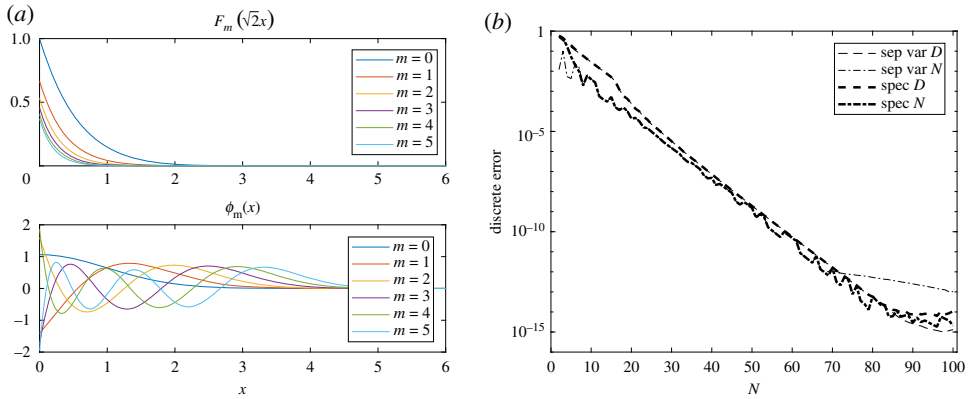 (a)
F_m (√2x)
1.0
0.5
0
m = 0
m = 1
m = 2
m = 3
m = 4
m = 5
1 2 3 4 5 6
ϕ_m(x)
2
1
0
−1
−2
m = 0
m = 1
m = 2
m = 3
m = 4
m = 5
0 1 2 3 4 5 6
x
(b)
1
10^−5
10^−10
10^−15
discrete error
sep var D
sep var N
spec D
spec N
0 10 20 30 40 50 60 70 80 90 100
N